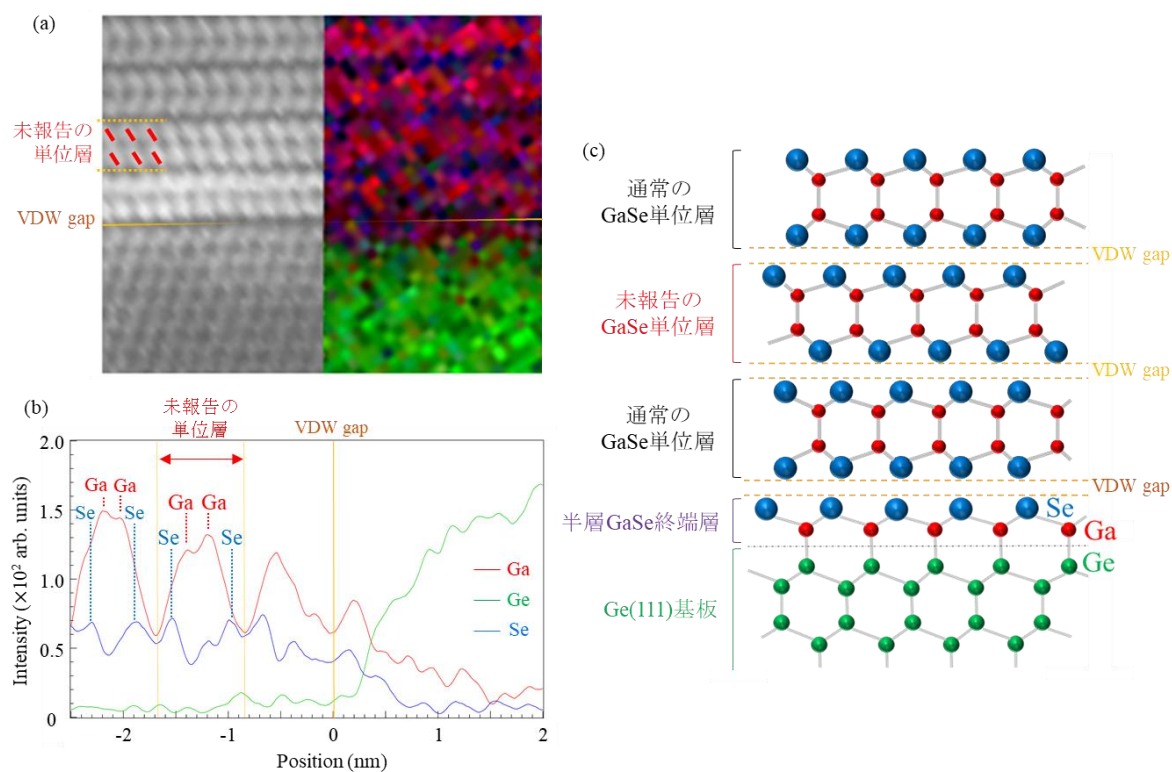 (a)
未報告の
単位層
VDW gap
(b)
未報告の
単位層
VDW gap
2.0
1.5
1.0
0.5
0
Intensity (×10² arb. units)
Ga Ga
Se Se
Ga Ga
Se Se
Ga
Ge
Se
-2 -1 0 1 2
Position (nm)
(c)
通常の
GaSe単位層
VDW gap
未報告の
GaSe単位層
VDW gap
通常の
GaSe単位層
VDW gap
半層GaSe終端層
Se
Ga
Ge
Ge(111)基板